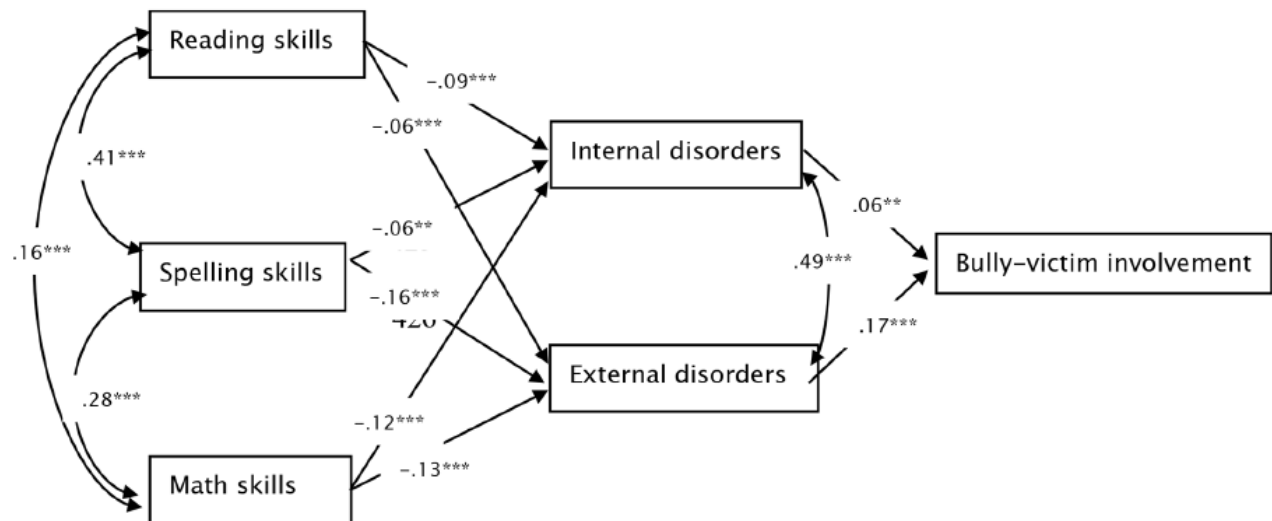 Reading skills
-.09***
-.06***
Internal disorders
.41***
.06**
-.06**
.16***
Spelling skills
.49***
Bully-victim involvement
-.16***
.17***
External disorders
.28***
-.12***
-.13***
Math skills